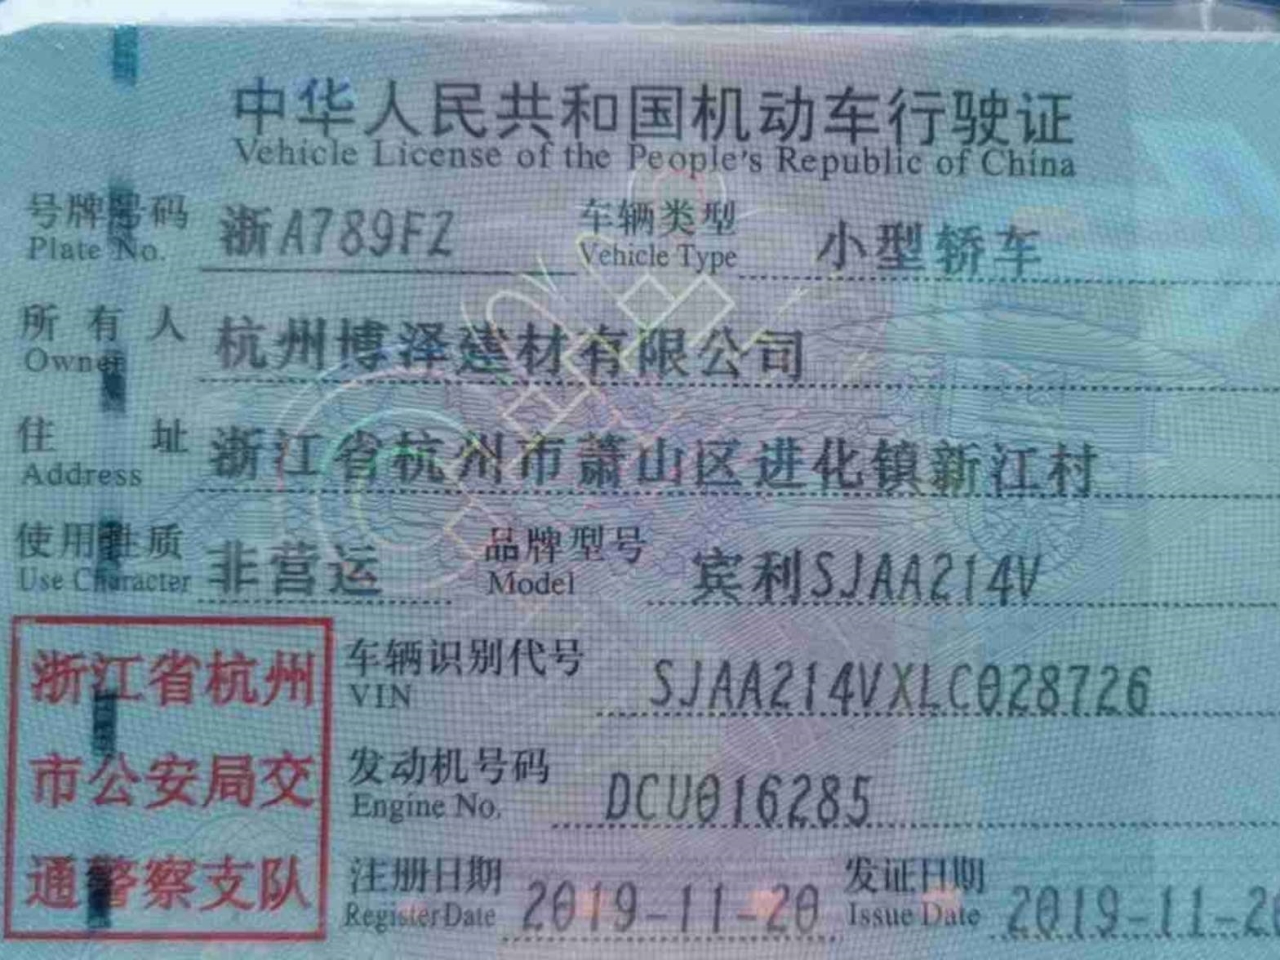 中华人民共和国机动车行驶证
Vehicle License of the People's Republic of China
号牌号码 浙A789FZ 车辆类型 小型轿车
Plate No. Vehicle Type
所有人 杭州博泽建材有限公司
Owner
住址 浙江省杭州市萧山区进化镇新江村
Address
使用性质 非营运 品牌型号 宾利SJAA214V
Use Character Model
浙江省杭州
市公安局交
通警察支队
车辆识别代号 SJAA214VXLC028726
VIN
发动机号码 DCU016285
Engine No.
注册日期 2019-11-20 发证日期 2019-11-20
Register Date Issue Date